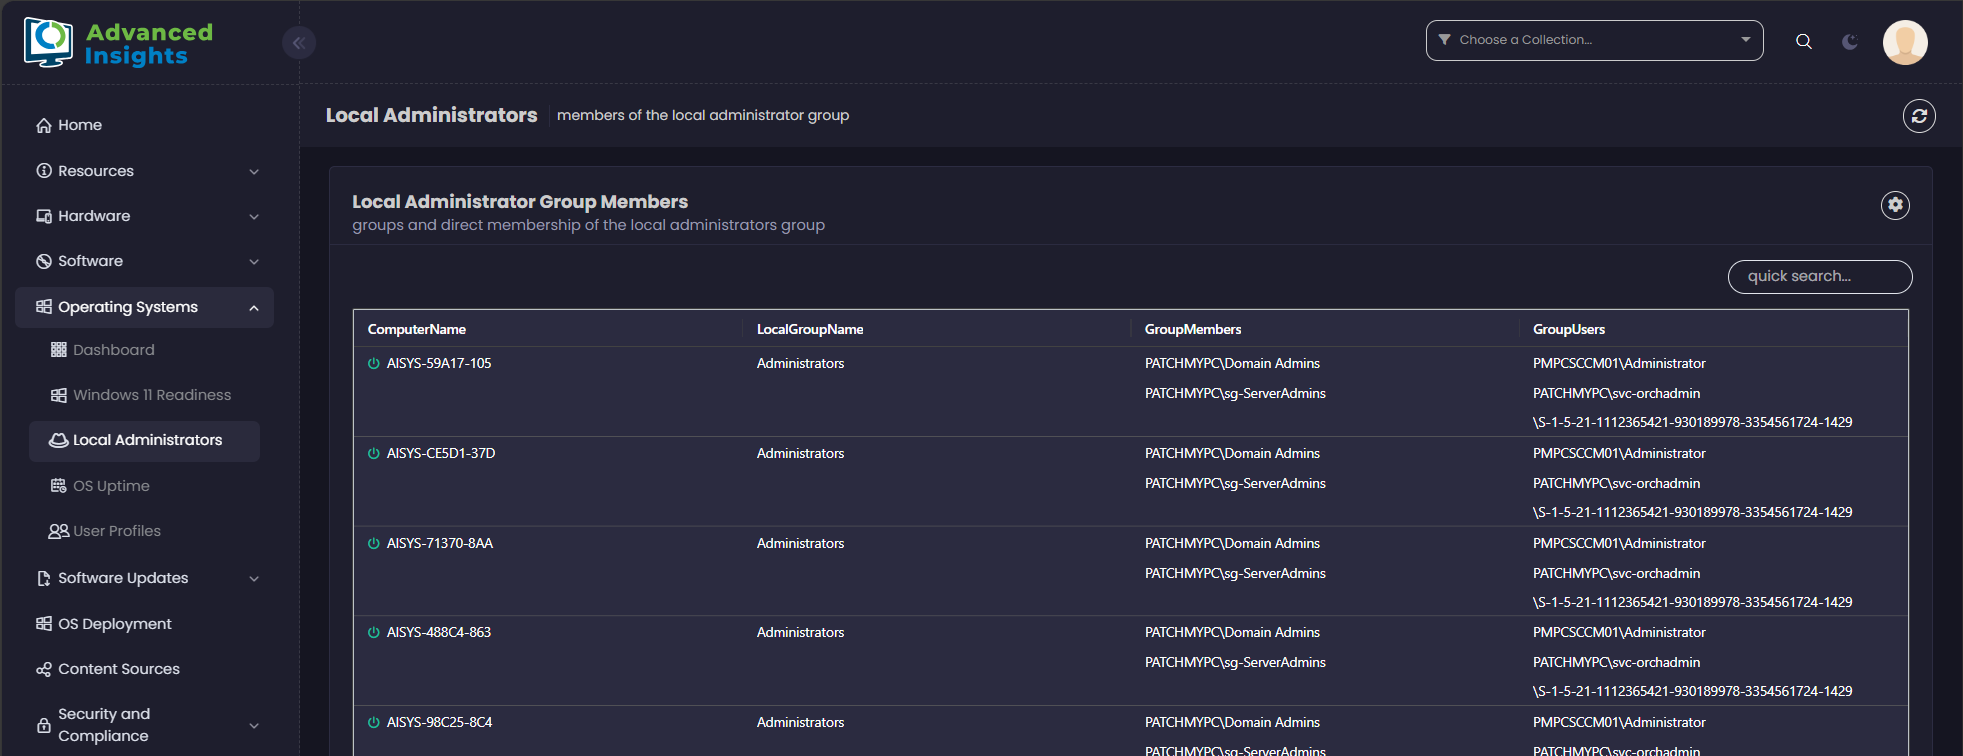 Advanced
Insights
Choose a Collection...
Home
Resources
Hardware
Software
Operating Systems
Dashboard
Windows 11 Readiness
Local Administrators
OS Uptime
User Profiles
Software Updates
OS Deployment
Content Sources
Security and
Compliance
Local Administrators members of the local administrator group
Local Administrator Group Members
groups and direct membership of the local administrators group
quick search...
ComputerName LocalGroupName GroupMembers GroupUsers
AISYS-59A17-105 Administrators PATCHMYPC\Domain Admins PMPCSCCM01\Administrator
PATCHMYPC\sg-ServerAdmins PATCHMYPC\svc-orchadmin
\S-1-5-21-1112365421-930189978-3354561724-1429
AISYS-CE5D1-37D Administrators PATCHMYPC\Domain Admins PMPCSCCM01\Administrator
PATCHMYPC\sg-ServerAdmins PATCHMYPC\svc-orchadmin
\S-1-5-21-1112365421-930189978-3354561724-1429
AISYS-71370-8AA Administrators PATCHMYPC\Domain Admins PMPCSCCM01\Administrator
PATCHMYPC\sg-ServerAdmins PATCHMYPC\svc-orchadmin
\S-1-5-21-1112365421-930189978-3354561724-1429
AISYS-488C4-863 Administrators PATCHMYPC\Domain Admins PMPCSCCM01\Administrator
PATCHMYPC\sg-ServerAdmins PATCHMYPC\svc-orchadmin
\S-1-5-21-1112365421-930189978-3354561724-1429
AISYS-98C25-8C4 Administrators PATCHMYPC\Domain Admins PMPCSCCM01\Administrator
PATCHMYPC\sg-ServerAdmins PATCHMYPC\svc-orchadmin